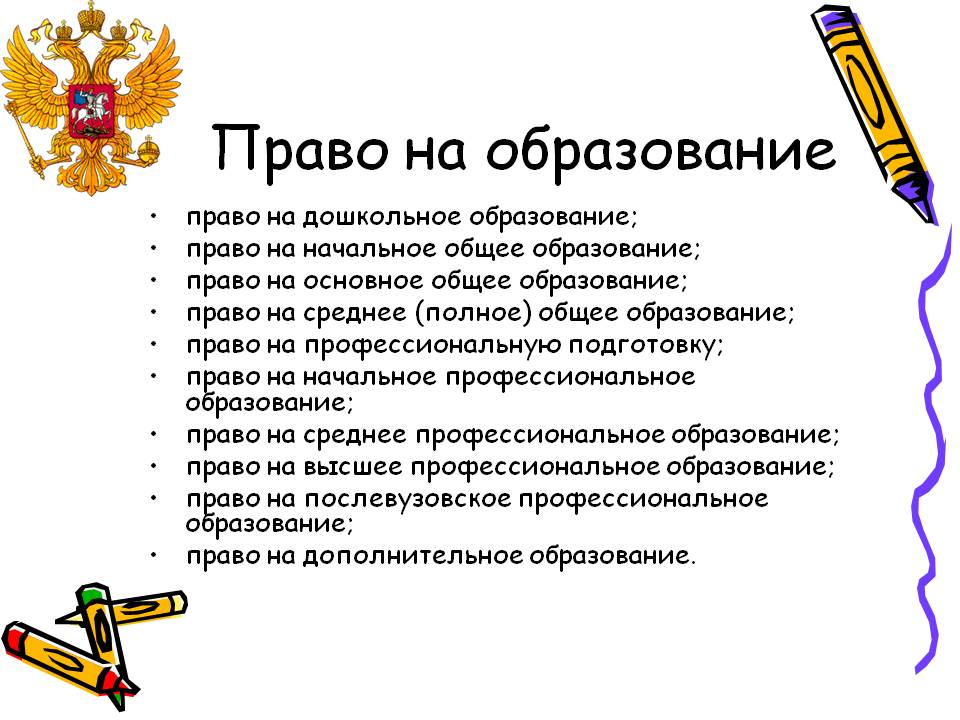 Право на образование
• право на дошкольное образование;
• право на начальное общее образование;
• право на основное общее образование;
• право на среднее (полное) общее образование;
• право на профессиональную подготовку;
• право на начальное профессиональное
образование;
• право на среднее профессиональное образование;
• право на высшее профессиональное образование;
• право на послевузовское профессиональное
образование;
• право на дополнительное образование.